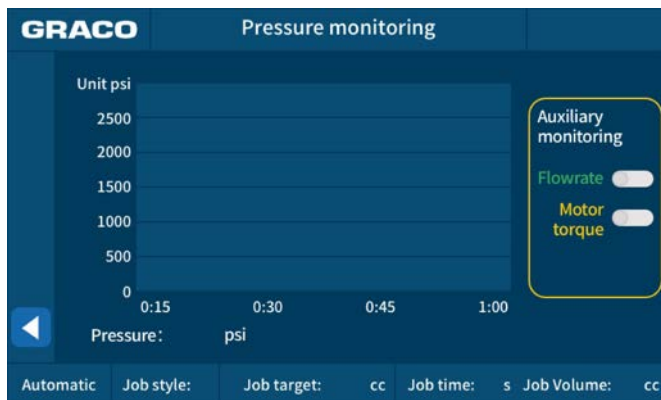 GRACO Pressure monitoring
Unit psi
2500
2000
1500
1000
500
0
0:15 0:30 0:45 1:00
Pressure: psi
Auxiliary
monitoring
Flowrate
Motor
torque
Automatic Job style: Job target: cc Job time: s Job Volume: cc